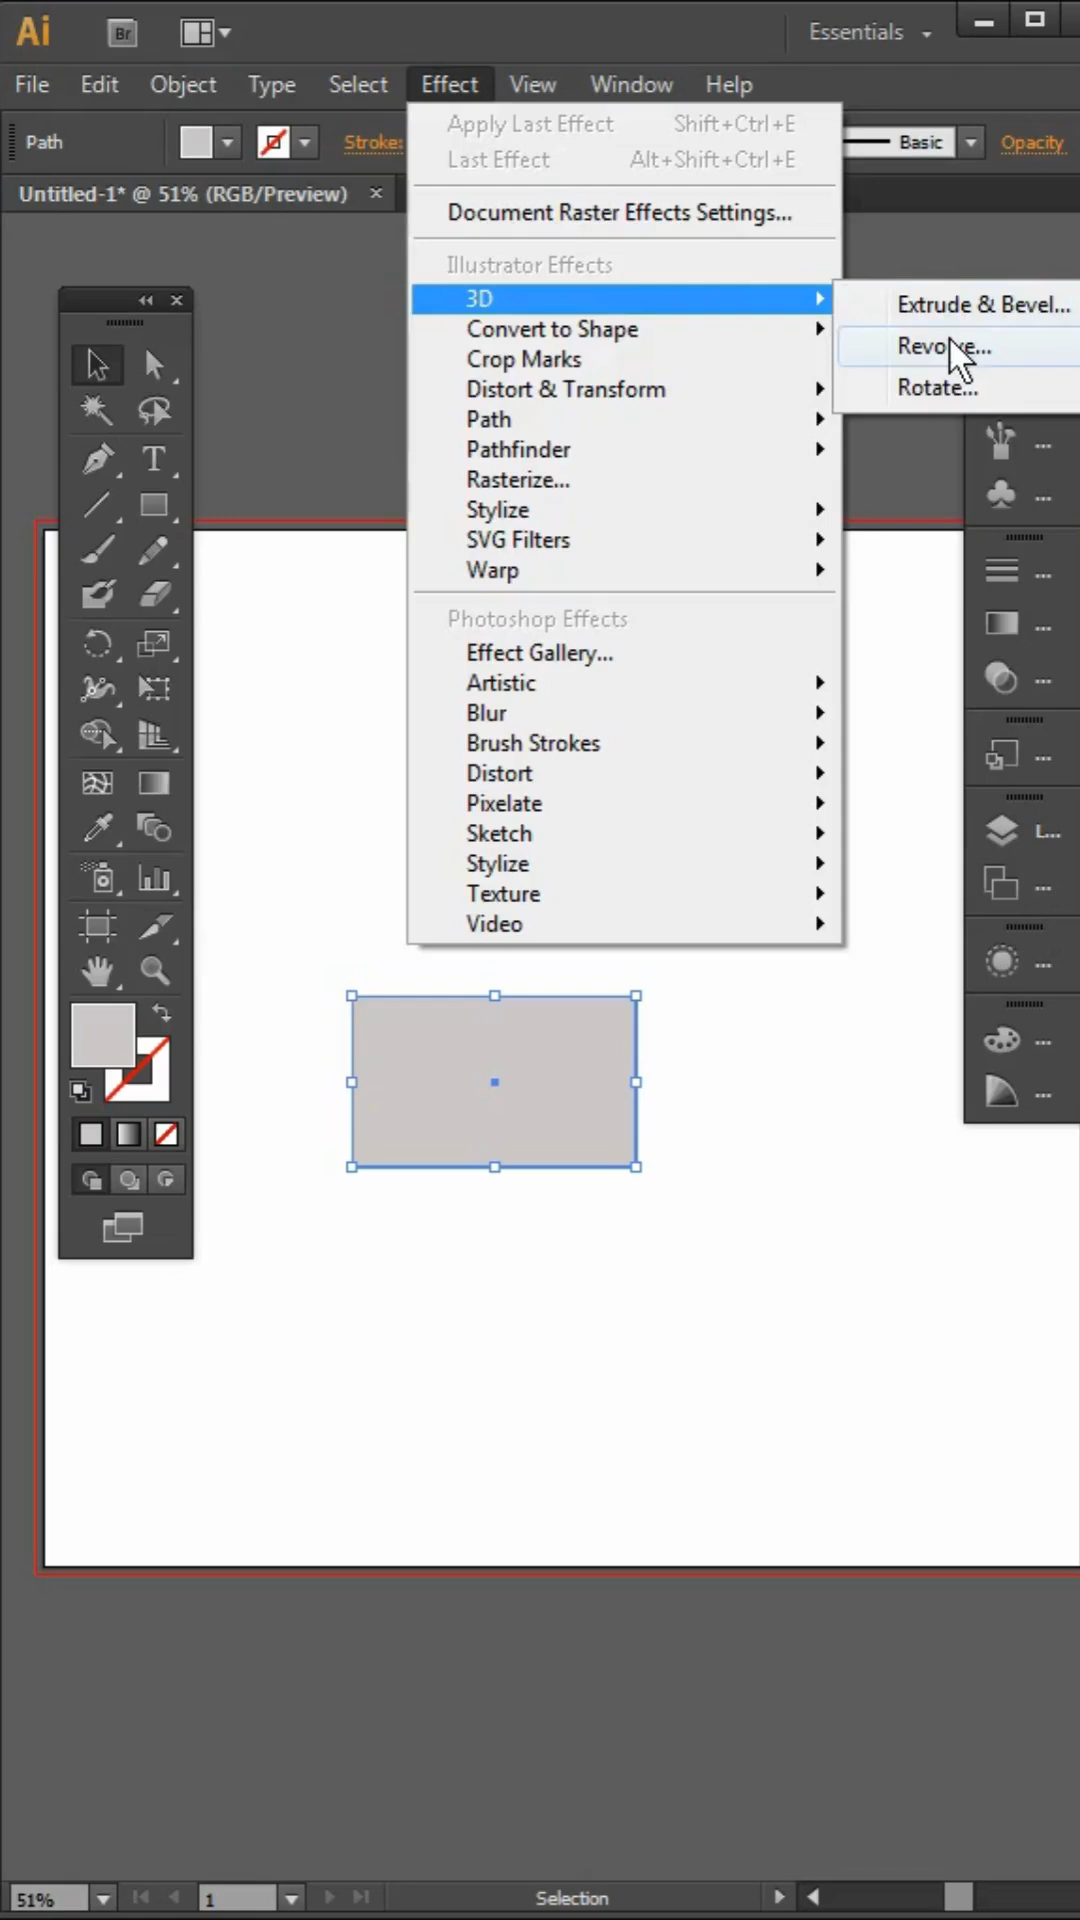 Ai Br Essentials
File Edit Object Type Select Effect View Window Help
Path Stroke: Basic Opacity
Untitled-1* @ 51% (RGB/Preview) ×
Apply Last Effect Shift+Ctrl+E
Last Effect Alt+Shift+Ctrl+E
Document Raster Effects Settings...
Illustrator Effects
3D
Convert to Shape
Crop Marks
Distort & Transform
Path
Pathfinder
Rasterize...
Stylize
SVG Filters
Warp
Photoshop Effects
Effect Gallery...
Artistic
Blur
Brush Strokes
Distort
Pixelate
Sketch
Stylize
Texture
Video
Extrude & Bevel...
Revolve...
Rotate...
T
...
...
...
...
...
...
L...
...
...
...
...
51% 1 Selection